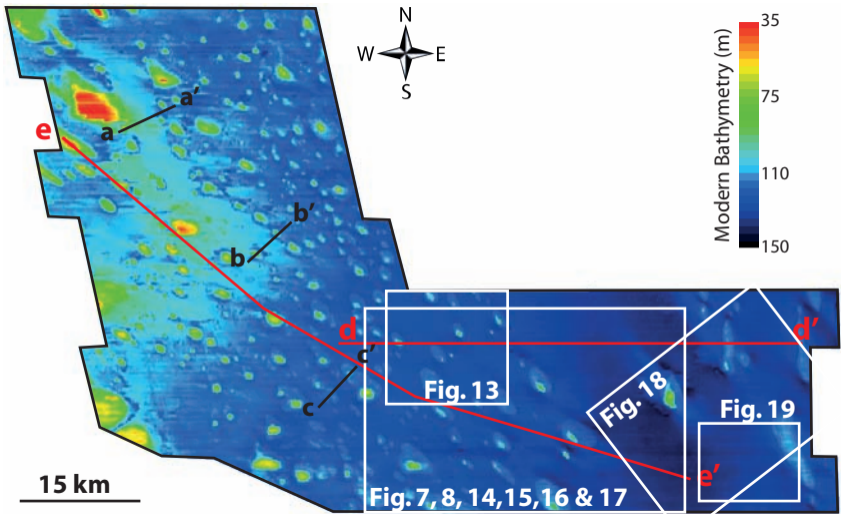 N
W E
S
35
75
110
150
Modern Bathymetry (m)
a a'
e
b b'
d d'
c c'
Fig. 13
Fig. 18
Fig. 19
e'
15 km
Fig. 7, 8, 14,15,16 & 17